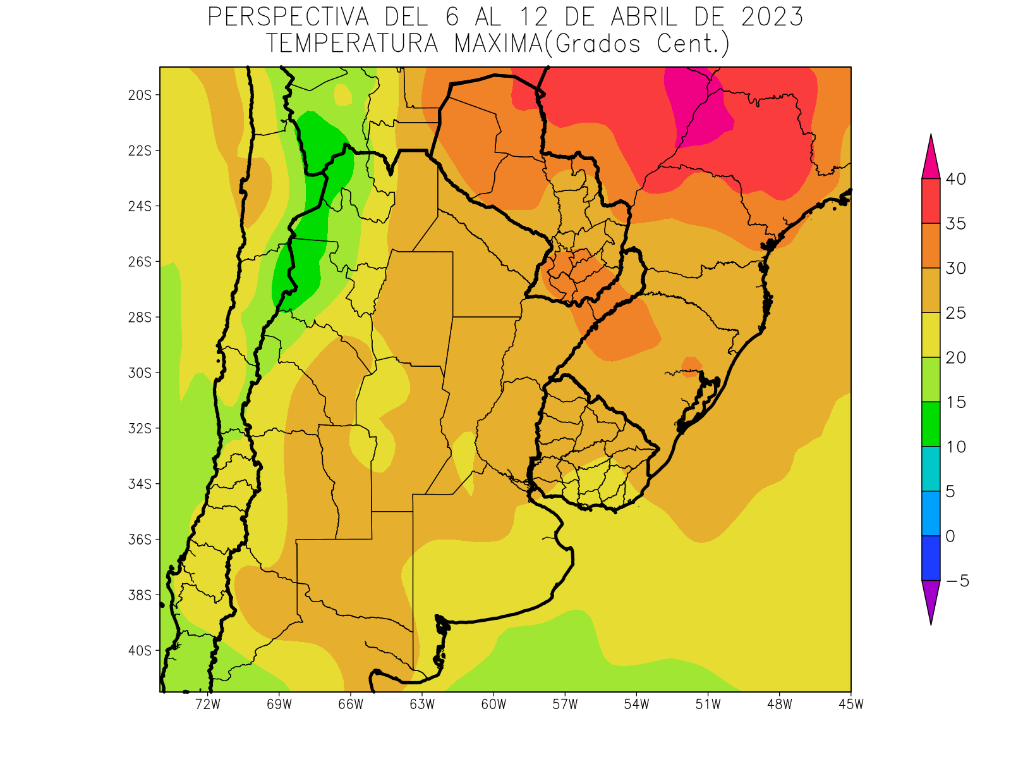 PERSPECTIVA DEL 6 AL 12 DE ABRIL DE 2023
TEMPERATURA MAXIMA(Grados Cent.)
20S
22S
24S
26S
28S
30S
32S
34S
36S
38S
40S
72W 69W 66W 63W 60W 57W 54W 51W 48W 45W
40
35
30
25
20
15
10
5
0
−5